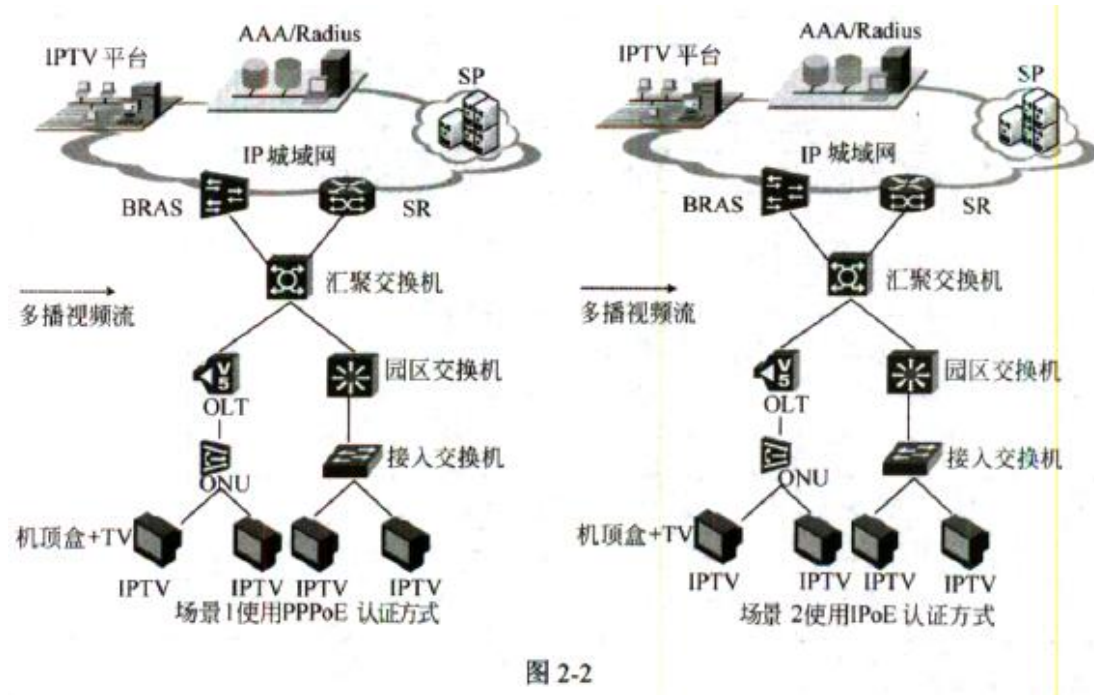 IPTV 平台
AAA/Radius
SP
IP 城域网
BRAS
SR
汇聚交换机
多播视频流
V5
OLT
园区交换机
ONU
接入交换机
机顶盒+TV
IPTV
IPTV
IPTV
IPTV
场景1使用PPPoE 认证方式
IPTV 平台
AAA/Radius
SP
IP 城域网
BRAS
SR
汇聚交换机
多播视频流
V5
OLT
园区交换机
ONU
接入交换机
机顶盒+TV
IPTV
IPTV
IPTV
IPTV
场景 2使用IPoE 认证方式
图 2-2